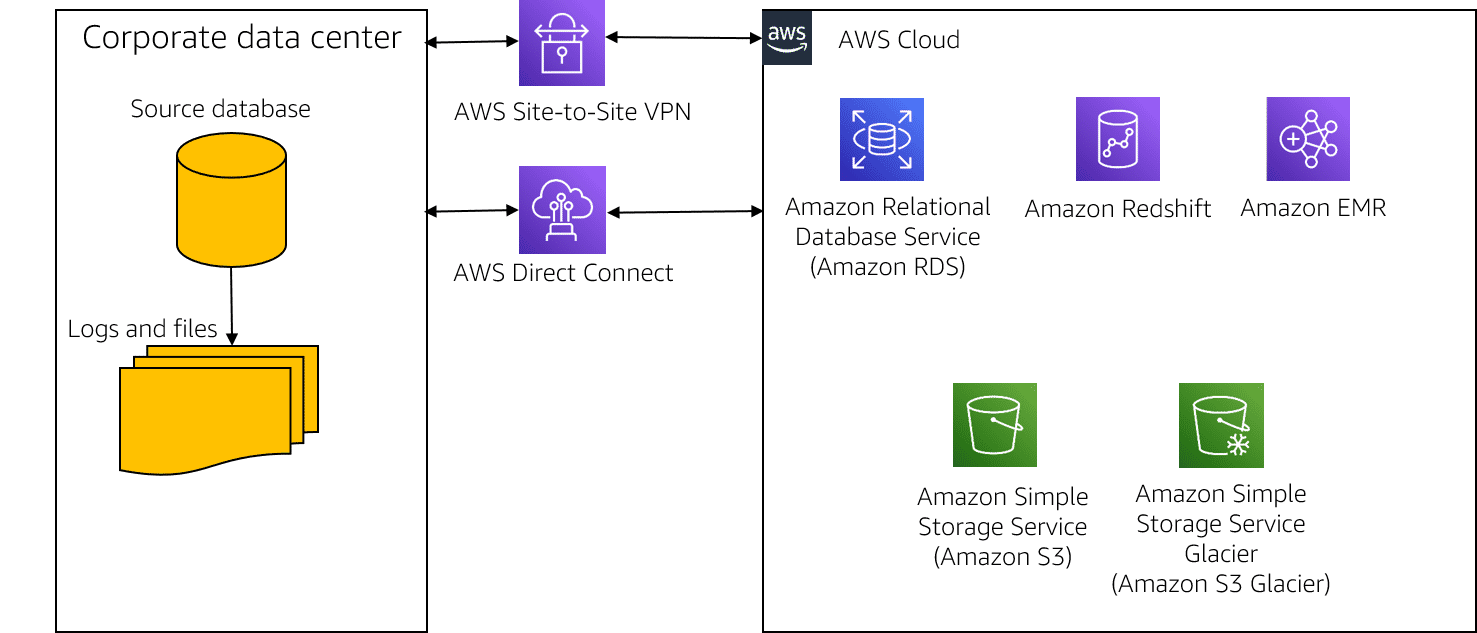 Corporate data center
Source database
Logs and files
AWS Site-to-Site VPN
AWS Direct Connect
aws
AWS Cloud
Amazon Relational
Database Service
(Amazon RDS)
Amazon Redshift
Amazon EMR
Amazon Simple
Storage Service
(Amazon S3)
Amazon Simple
Storage Service
Glacier
(Amazon S3 Glacier)